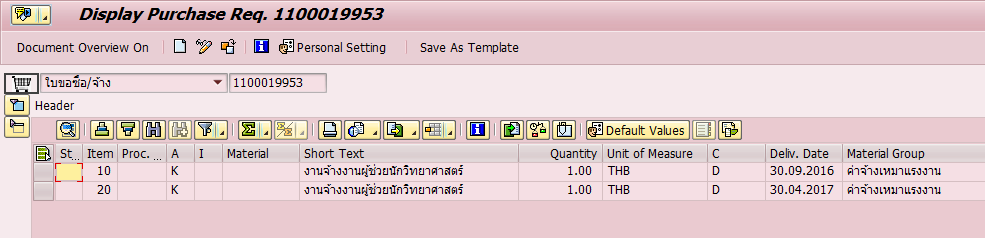 Display Purchase Req. 1100019953
Document Overview On Personal Setting Save As Template
ใบขอซื้อ/จ้าง 1100019953
Header
Default Values
St... Item Proc. ... A I Material Short Text Quantity Unit of Measure C Deliv. Date Material Group
10 K งานจ้างงานผู้ช่วยนักวิทยาศาสตร์ 1.00 THB D 30.09.2016 ค่าจ้างเหมาแรงงาน
20 K งานจ้างงานผู้ช่วยนักวิทยาศาสตร์ 1.00 THB D 30.04.2017 ค่าจ้างเหมาแรงงาน